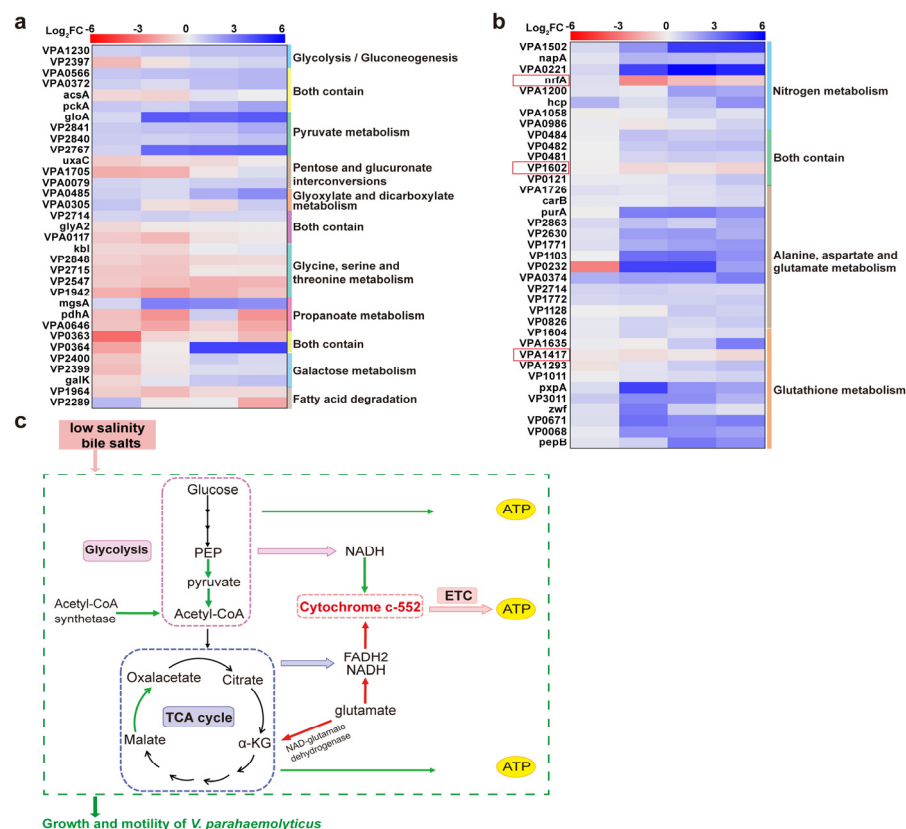 a
Log2FC
-6 -3 3 6
VPA1230
VP2397
VPA0566
VPA0372
acsA
pckA
gloA
VP2841
VP2840
VP2767
uxaC
VPA1705
VPA0079
VPA0485
VPA0305
VP2714
glyA2
VPA0117
kbl
VP2848
VP2715
VP2547
VP1942
mgsA
pdhA
VPA0646
VP0363
VP0364
VP2400
VP2399
galK
VP1964
VP2289
Glycolysis / Gluconeogenesis
Both contain
Pyruvate metabolism
Pentose and glucuronate
interconversions
Glyoxylate and dicarboxylate
metabolism
Both contain
Glycine, serine and
threonine metabolism
Propanoate metabolism
Both contain
Galactose metabolism
Fatty acid degradation
b
Log2FC
-6 -3 3 6
VPA1502
napA
VPA0221
nrfA
VPA1200
hcp
VPA1058
VPA0986
VP0484
VP0482
VP0481
VP1602
VP0121
VPA1726
carB
purA
VP2863
VP2630
VP1771
VP1103
VP0232
VPA0374
VP2714
VP1772
VP1128
VP0826
VP1604
VPA1635
VPA1417
VPA1293
VP1011
pxpA
VP3011
zwf
VP0671
VP0068
pepB
Nitrogen metabolism
Both contain
Alanine, aspartate and
glutamate metabolism
Glutathione metabolism
c
low salinity
bile salts
Glucose
Glycolysis
PEP
pyruvate
Acetyl-CoA
Acetyl-CoA
synthetase
NADH
Cytochrome c-552
ETC
ATP
ATP
ATP
FADH2
NADH
glutamate
NAD-glutamate
dehydrogenase
Oxalacetate
Citrate
TCA cycle
Malate
α-KG
Growth and motility of V. parahaemolyticus